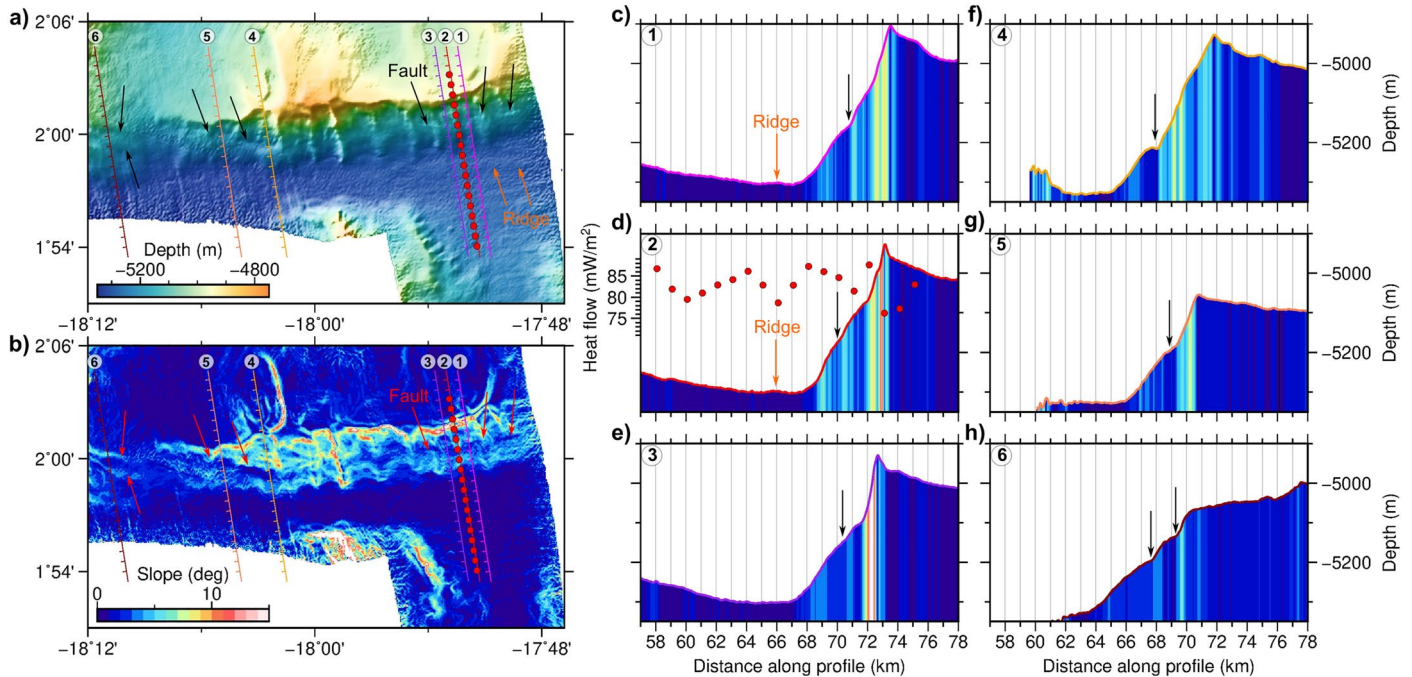 a)
2°06'
6
5
4
3
2
1
Fault
2°00'
Ridge
1°54'
Depth (m)
−5200 −4800
−18°12' −18°00' −17°48'
b)
2°06'
6
5
4
3
2
1
Fault
2°00'
1°54'
Slope (deg)
0 10
−18°12' −18°00' −17°48'
c)
1
Ridge
d)
2
Heat flow (mW/m²)
85
80
75
Ridge
e)
3
58 60 62 64 66 68 70 72 74 76 78
Distance along profile (km)
f)
4
−5000
−5200
Depth (m)
g)
5
−5000
−5200
Depth (m)
h)
6
−5000
−5200
Depth (m)
58 60 62 64 66 68 70 72 74 76 78
Distance along profile (km)